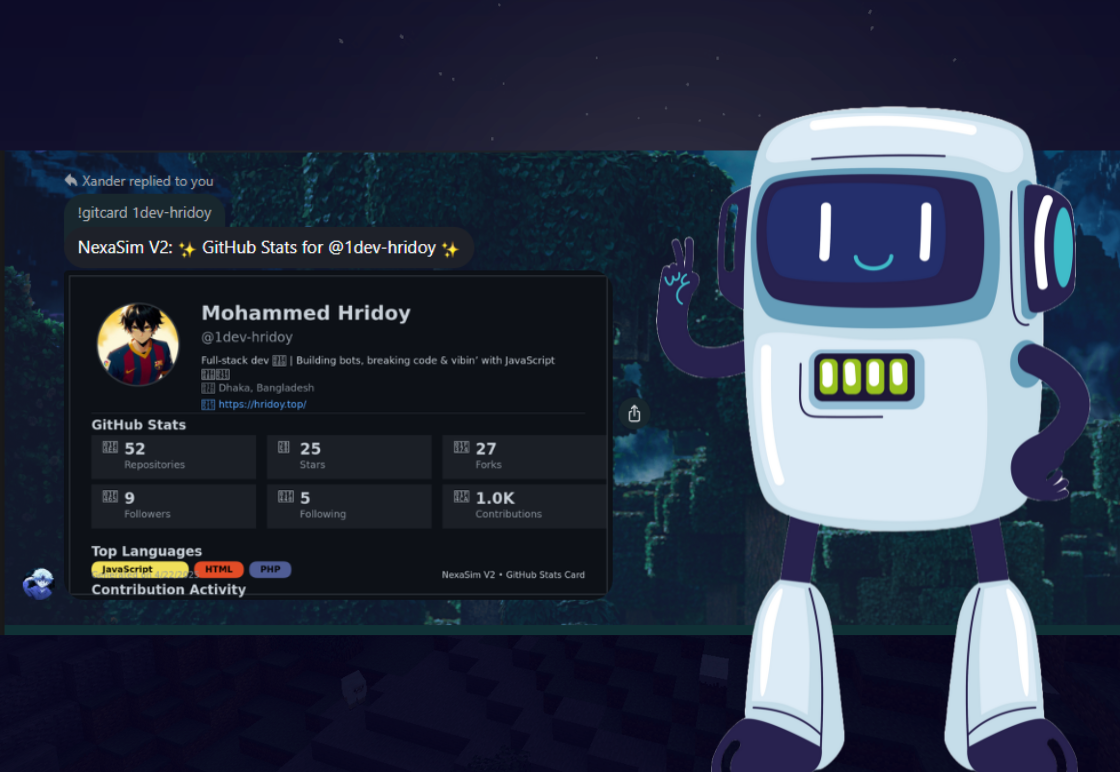 Xander replied to you
!gitcard 1dev-hridoy
NexaSim V2: ✨ GitHub Stats for @1dev-hridoy ✨
Mohammed Hridoy
@1dev-hridoy
Full-stack dev | Building bots, breaking code & vibin' with JavaScript
Dhaka, Bangladesh
https://hridoy.top/
GitHub Stats
52
Repositories
25
Stars
27
Forks
9
Followers
5
Following
1.0K
Contributions
Top Languages
JavaScript HTML PHP
NexaSim V2 • GitHub Stats Card
Contribution Activity